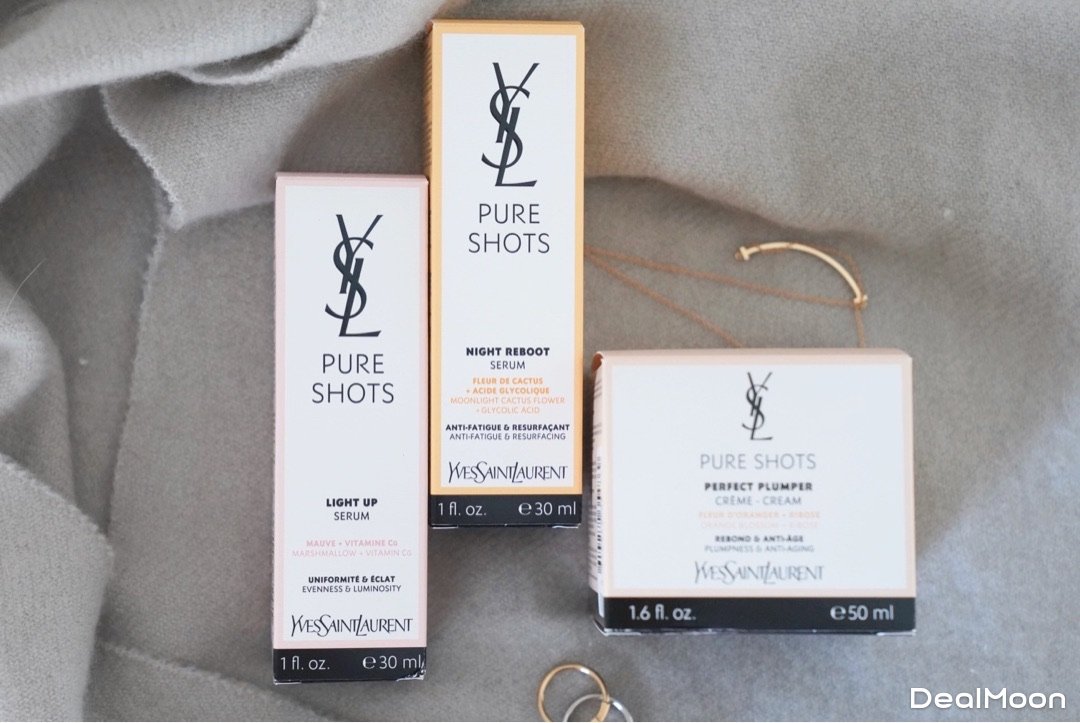 YSL
PURE
SHOTS
LIGHT UP
SERUM
MAUVE + VITAMINE CG
MARSHMALLOW + VITAMIN CG
UNIFORMITÉ & ÉCLAT
EVENNESS & LUMINOSITY
YVESSAINTLAURENT
1 fl. oz. ℮30 ml
YSL
PURE
SHOTS
NIGHT REBOOT
SERUM
FLEUR DE CACTUS
+ ACIDE GLYCOLIQUE
MOONLIGHT CACTUS FLOWER
+ GLYCOLIC ACID
ANTI-FATIGUE & RESURFAÇANT
ANTI-FATIGUE & RESURFACING
YVESSAINTLAURENT
1 fl. oz. ℮30 ml
YSL
PURE SHOTS
PERFECT PLUMPER
CRÈME - CREAM
FLEUR D'ORANGER + RIBOSE
ORANGE BLOSSOM + RIBOSE
REBOND & ANTI-ÂGE
PLUMPNESS & ANTI-AGING
YVESSAINTLAURENT
1.6 fl. oz. ℮50 ml
DealMoon